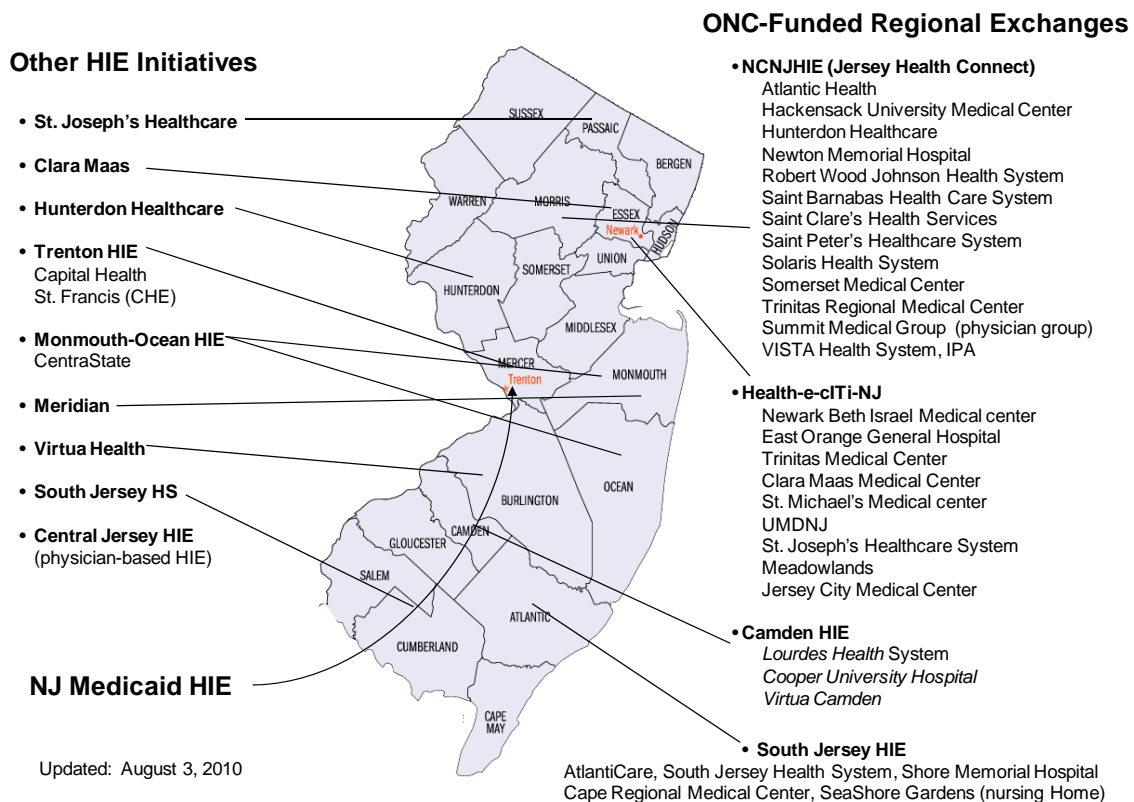 ONC-Funded Regional Exchanges
Other HIE Initiatives
• St. Joseph's Healthcare
• Clara Maas
• Hunterdon Healthcare
• Trenton HIE
Capital Health
St. Francis (CHE)
• Monmouth-Ocean HIE
CentraState
• Meridian
• Virtua Health
• South Jersey HS
• Central Jersey HIE
(physician-based HIE)
NJ Medicaid HIE
Updated: August 3, 2010
SUSSEX
PASSAIC
BERGEN
WARREN
MORRIS
ESSEX
Newark
HUDSON
UNION
SOMERSET
HUNTERDON
MIDDLESEX
MERCER
Trenton
MONMOUTH
OCEAN
BURLINGTON
CAMDEN
GLOUCESTER
SALEM
ATLANTIC
CUMBERLAND
CAPE
MAY
• NCNJHIE (Jersey Health Connect)
Atlantic Health
Hackensack University Medical Center
Hunterdon Healthcare
Newton Memorial Hospital
Robert Wood Johnson Health System
Saint Barnabas Health Care System
Saint Clare's Health Services
Saint Peter's Healthcare System
Solaris Health System
Somerset Medical Center
Trinitas Regional Medical Center
Summit Medical Group (physician group)
VISTA Health System, IPA
• Health-e-cITi-NJ
Newark Beth Israel Medical center
East Orange General Hospital
Trinitas Medical Center
Clara Maas Medical Center
St. Michael's Medical center
UMDNJ
St. Joseph's Healthcare System
Meadowlands
Jersey City Medical Center
• Camden HIE
Lourdes Health System
Cooper University Hospital
Virtua Camden
• South Jersey HIE
AtlantiCare, South Jersey Health System, Shore Memorial Hospital
Cape Regional Medical Center, SeaShore Gardens (nursing Home)